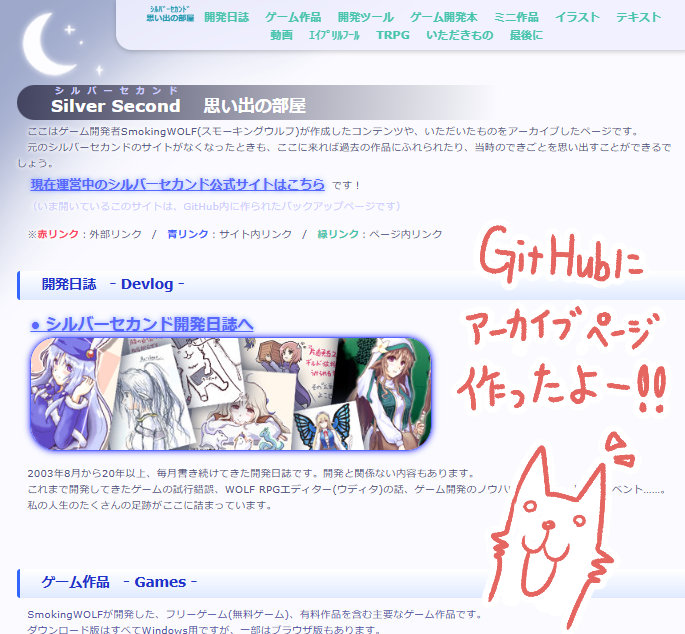 シルバーセカンド
思い出の部屋
開発日誌 ゲーム作品 開発ツール ゲーム開発本 ミニ作品 イラスト テキスト
動画 エイプリルフール TRPG いただきもの 最後に
シルバーセカンド
Silver Second 思い出の部屋
ここはゲーム開発者SmokingWOLF(スモーキングウルフ)が作成したコンテンツや、いただいたものをアーカイブしたページです。
元のシルバーセカンドのサイトがなくなったときも、ここに来れば過去の作品にふれられたり、当時のできごとを思い出すことができるで
しょう。
現在運営中のシルバーセカンド公式サイトはこちら です！
（いま開いているこのサイトは、GitHub内に作られたバックアップページです）
※赤リンク：外部リンク / 青リンク：サイト内リンク / 緑リンク：ページ内リンク
GitHubに
アーカイブページ
作ったよー!!
開発日誌 - Devlog -
● シルバーセカンド開発日誌へ
2003年8月から20年以上、毎月書き続けてきた開発日誌です。開発と関係ない内容もあります。
これまで開発してきたゲームの試行錯誤、WOLF RPGエディター(ウディタ)の話、ゲーム開発のノウハ ベント……。
私の人生のたくさんの足跡がここに詰まっています。
ゲーム作品 - Games -
SmokingWOLFが開発した、フリーゲーム(無料ゲーム)、有料作品を含む主要なゲーム作品です。
ダウンロード版はすべてWindows用ですが、一部はブラウザ版もあります。